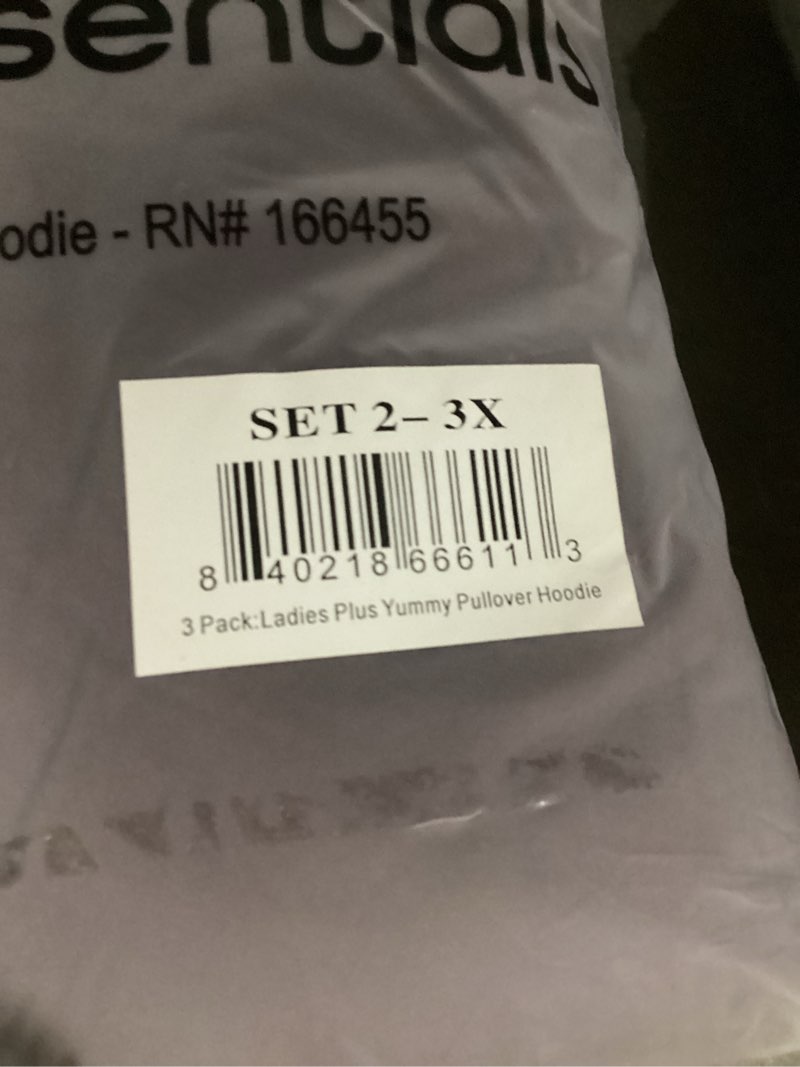 sentials
odie - RN# 166455
SET 2- 3X
8 40218 66611 3
3 Pack:Ladies Plus Yummy Pullover Hoodie